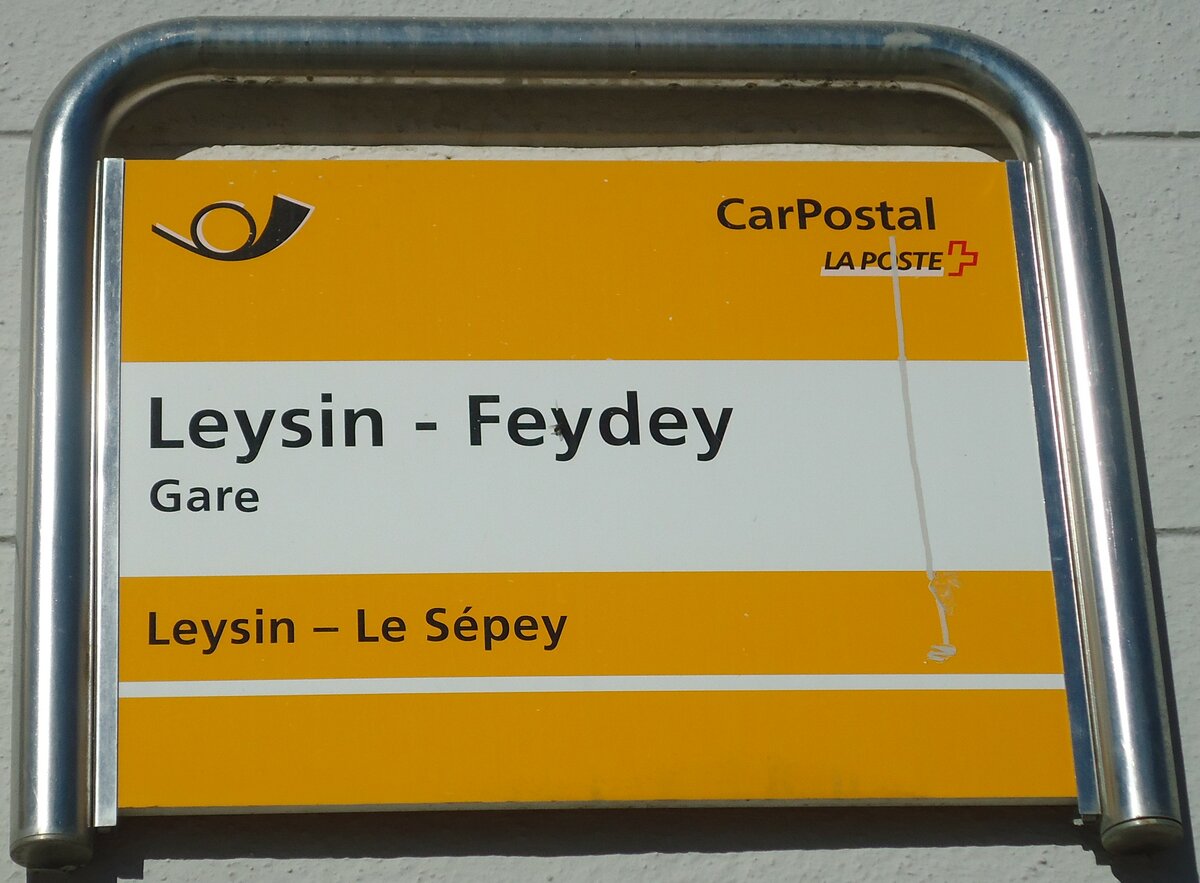 CarPostal
LA POSTE
Leysin - Feydey
Gare
Leysin – Le Sépey